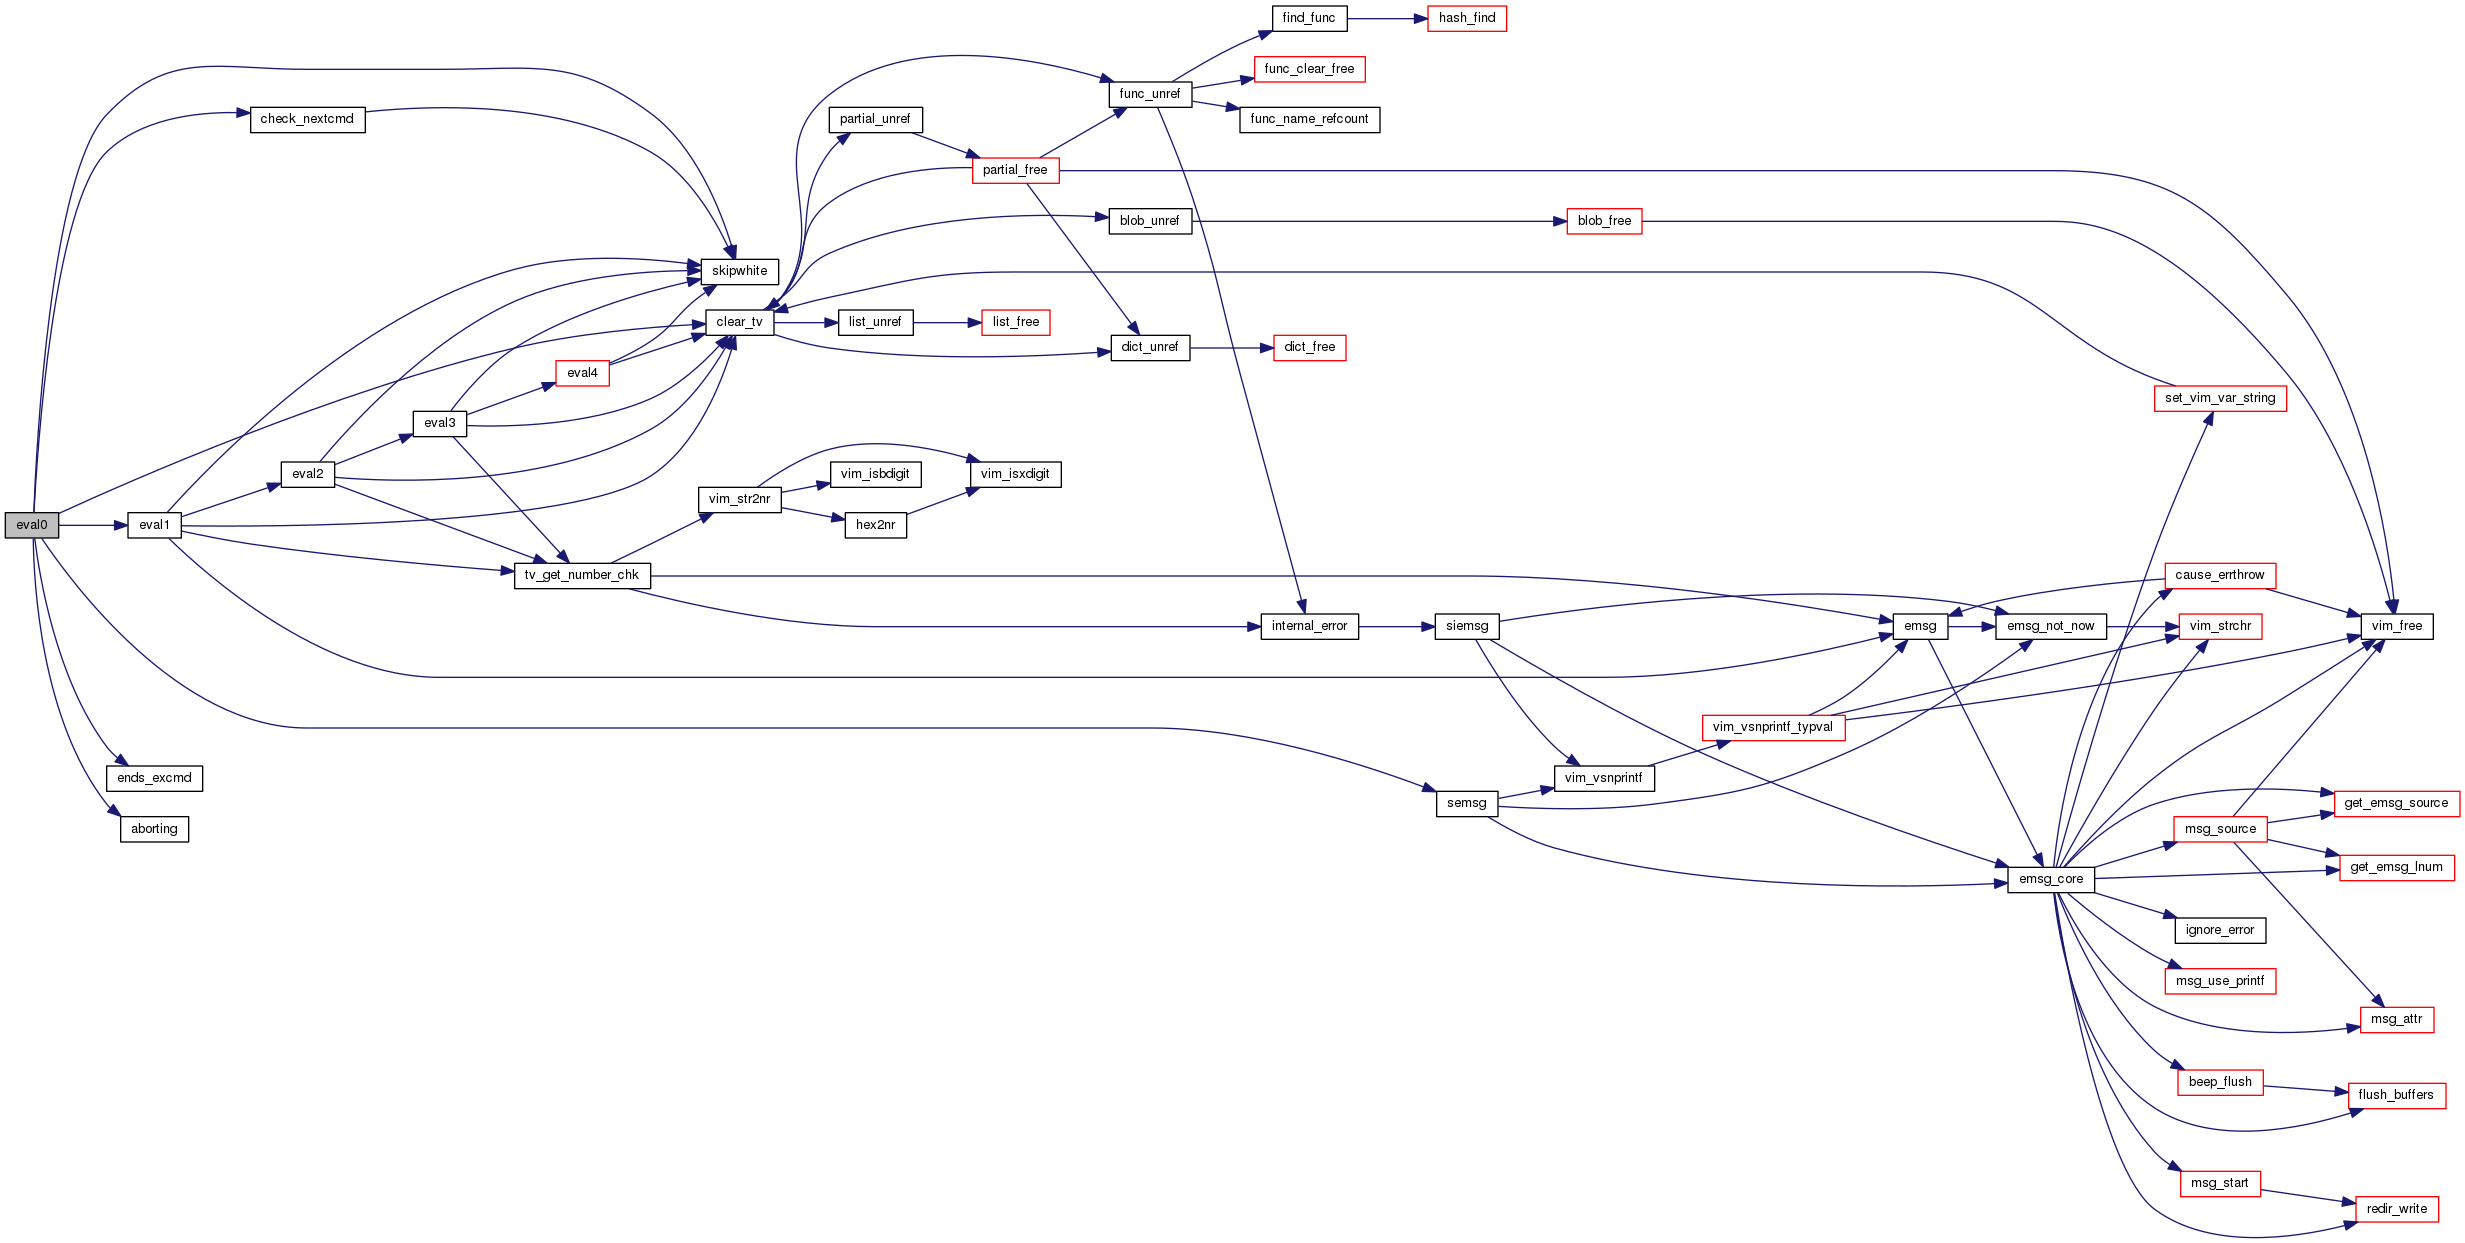 find_func
hash_find
func_clear_free
func_unref
check_nextcmd
partial_unref
func_name_refcount
partial_free
blob_unref
blob_free
skipwhite
clear_tv
list_unref
list_free
dict_unref
dict_free
eval4
set_vim_var_string
eval3
eval2
vim_isbdigit
vim_isxdigit
vim_str2nr
eval0
eval1
hex2nr
tv_get_number_chk
cause_errthrow
internal_error
siemsg
emsg
emsg_not_now
vim_strchr
vim_free
vim_vsnprintf_typval
ends_excmd
vim_vsnprintf
semsg
get_emsg_source
aborting
msg_source
get_emsg_lnum
emsg_core
ignore_error
msg_use_printf
msg_attr
beep_flush
flush_buffers
msg_start
redir_write